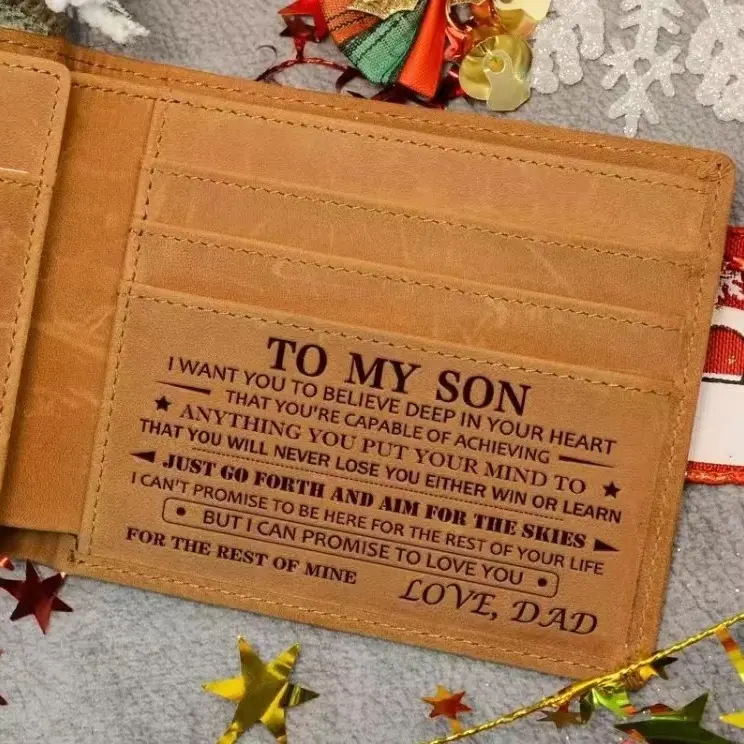 TO MY SON
I WANT YOU TO BELIEVE DEEP IN YOUR HEART
THAT YOU'RE CAPABLE OF ACHIEVING
ANYTHING YOU PUT YOUR MIND TO
THAT YOU WILL NEVER LOSE YOU EITHER WIN OR LEARN
JUST GO FORTH AND AIM FOR THE SKIES
I CAN'T PROMISE TO BE HERE FOR THE REST OF YOUR LIFE
BUT I CAN PROMISE TO LOVE YOU
FOR THE REST OF MINE
LOVE, DAD